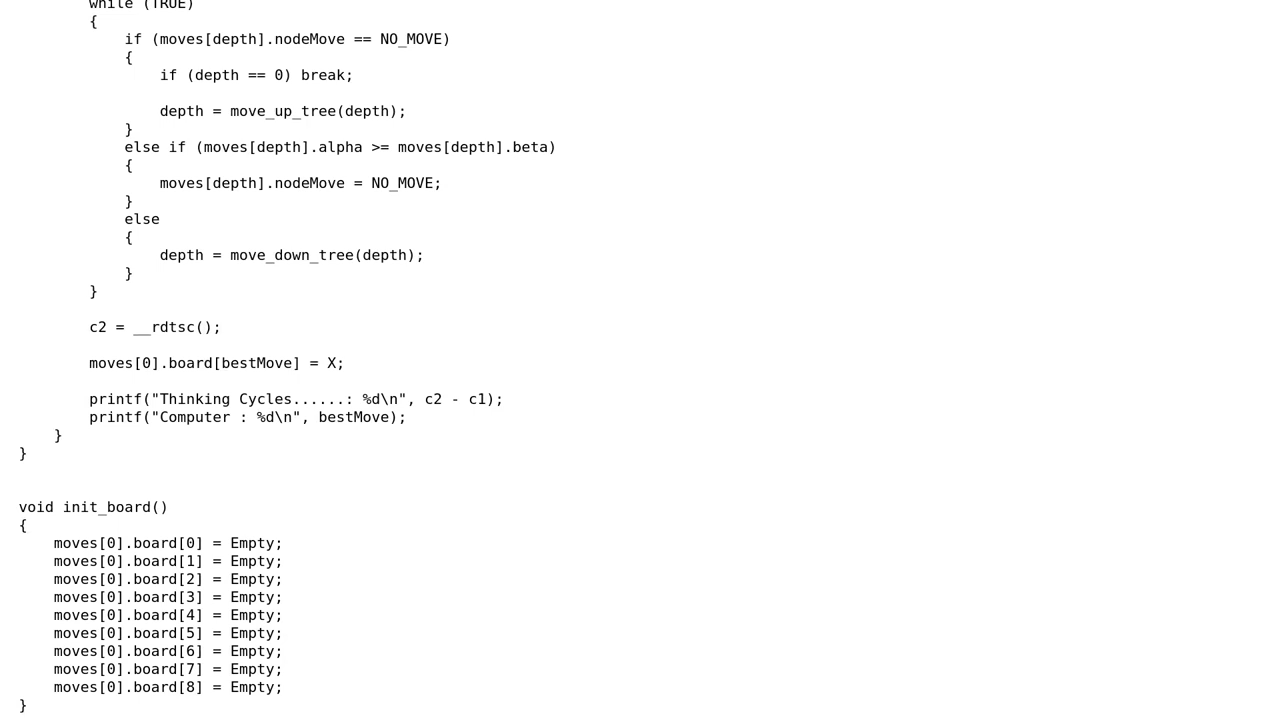 while (TRUE)
{
if (moves[depth].nodeMove == NO_MOVE)
{
if (depth == 0) break;
depth = move_up_tree(depth);
}
else if (moves[depth].alpha >= moves[depth].beta)
{
moves[depth].nodeMove = NO_MOVE;
}
else
{
depth = move_down_tree(depth);
}
}
c2 = __rdtsc();
moves[0].board[bestMove] = X;
printf("Thinking Cycles......: %d\n", c2 - c1);
printf("Computer : %d\n", bestMove);
}
}
void init_board()
{
moves[0].board[0] = Empty;
moves[0].board[1] = Empty;
moves[0].board[2] = Empty;
moves[0].board[3] = Empty;
moves[0].board[4] = Empty;
moves[0].board[5] = Empty;
moves[0].board[6] = Empty;
moves[0].board[7] = Empty;
moves[0].board[8] = Empty;
}